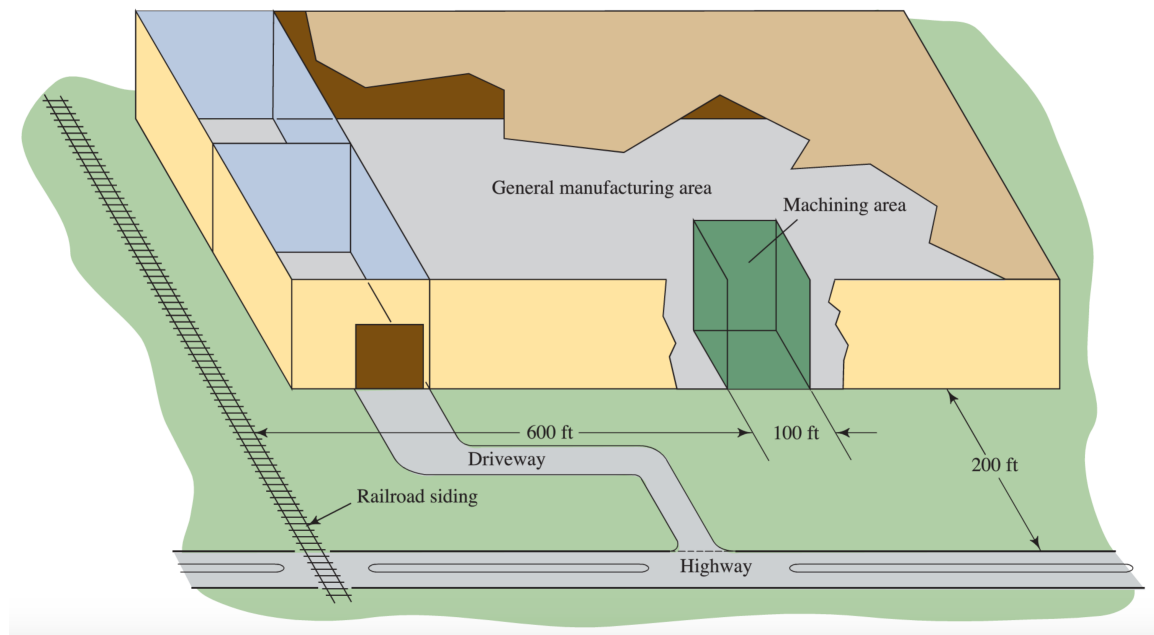 General manufacturing area
Machining area
600 ft
100 ft
Driveway
200 ft
Railroad siding
Highway